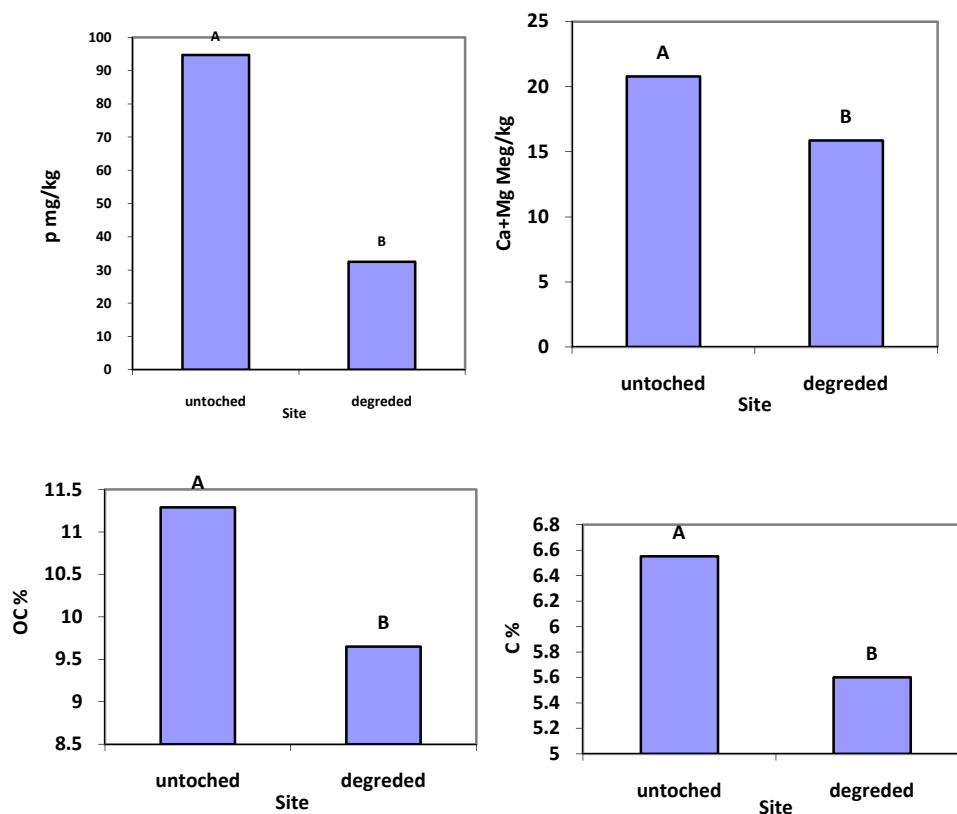 p mg/kg
100
90
80
70
60
50
40
30
20
10
0
A
B
untoched degreded
Site
Ca+Mg Meg/kg
25
20
15
10
5
0
A
B
untoched degreded
Site
OC %
11.5
11
10.5
10
9.5
9
8.5
A
B
untoched degreded
Site
C %
6.8
6.6
6.4
6.2
6
5.8
5.6
5.4
5.2
5
A
B
untoched degreded
Site